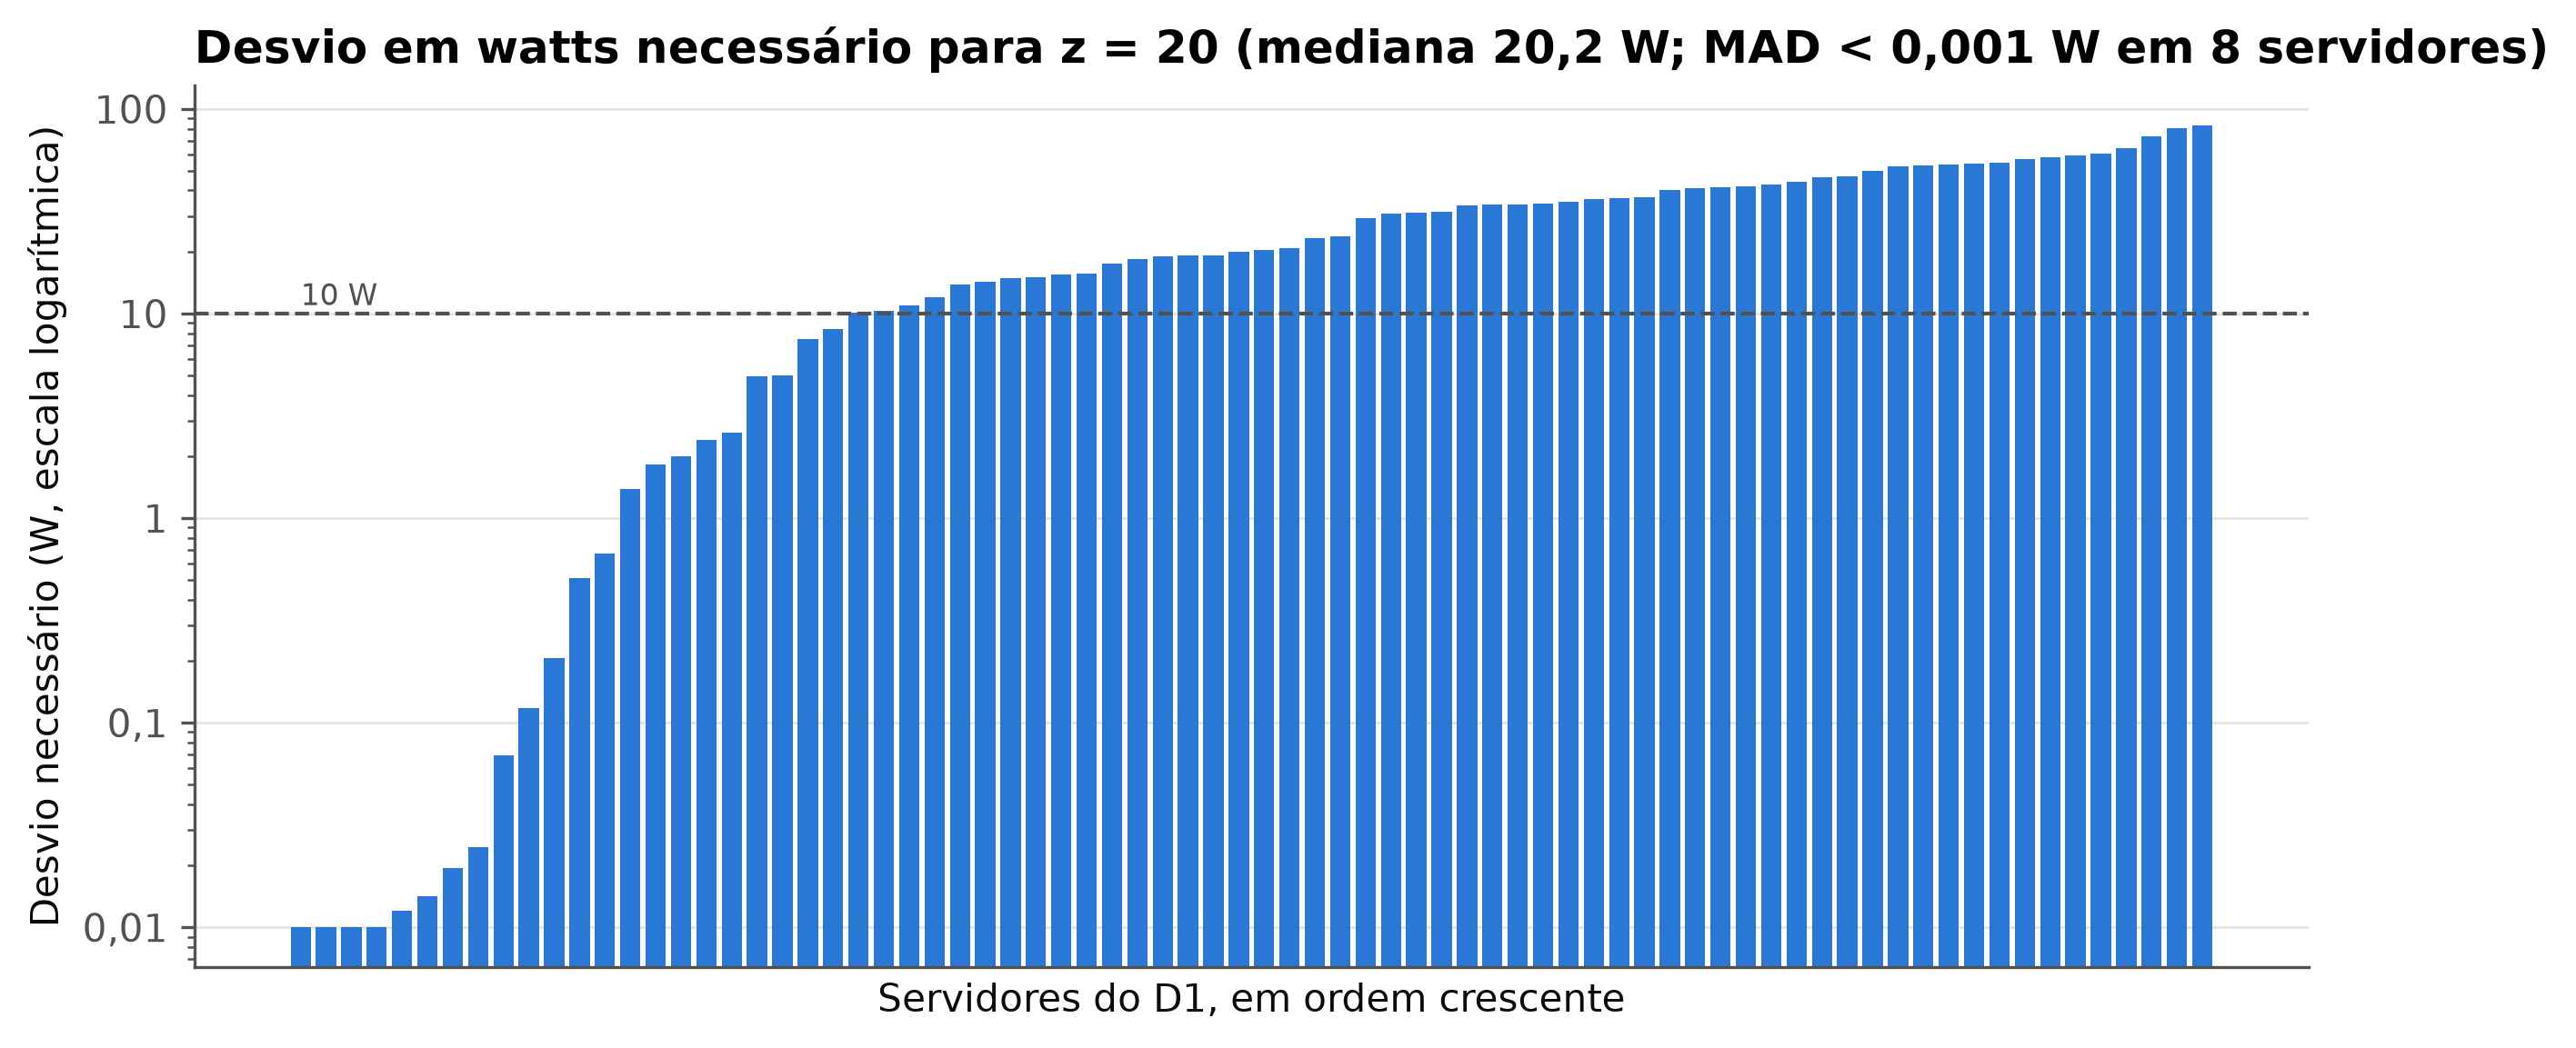 Desvio em watts necessário para z = 20 (mediana 20,2 W; MAD < 0,001 W em 8 servidores)
Desvio necessário (W, escala logarítmica)
100
10
1
0,1
0,01
10 W
Servidores do D1, em ordem crescente